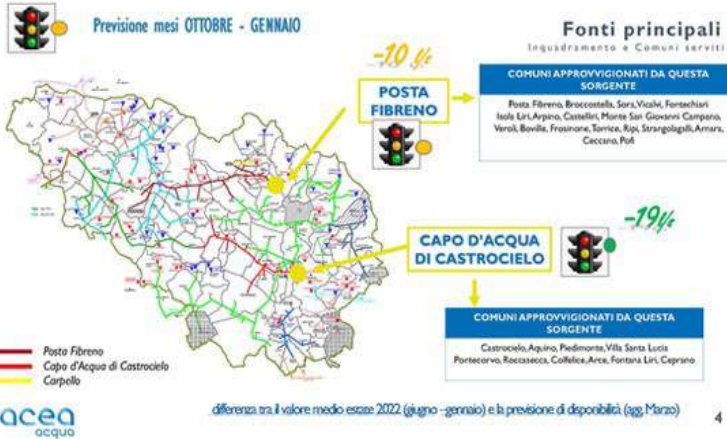 Previsione mesi OTTOBRE - GENNAIO
Fonti principali
Inquadramento e Comuni serviti
-10 l/s
POSTA
FIBRENO
COMUNI APPROVVIGIONATI DA QUESTA
SORGENTE
Posta Fibreno, Broccostella, Sora, Vicalvi, Fontechiari
Isola Liri, Arpino, Castelliri, Monte San Giovanni Campano,
Veroli, Boville, Frosinone, Torrice, Ripi, Strangolagalli, Arnara,
Ceccano, Pofi
-19 l/s
CAPO D'ACQUA
DI CASTROCIELO
COMUNI APPROVVIGIONATI DA QUESTA
SORGENTE
Castrocielo, Aquino, Piedimonte, Villa Santa Lucia
Pontecorvo, Roccasecca, Colfelice, Arce, Fontana Liri, Ceprano
Posta Fibreno
Capo d'Acqua di Castrocielo
Carpello
differenza tra il valore medio estate 2022 (giugno -gennaio) e la previsione di disponibilità (agg. Marzo)
4
acea
acqua